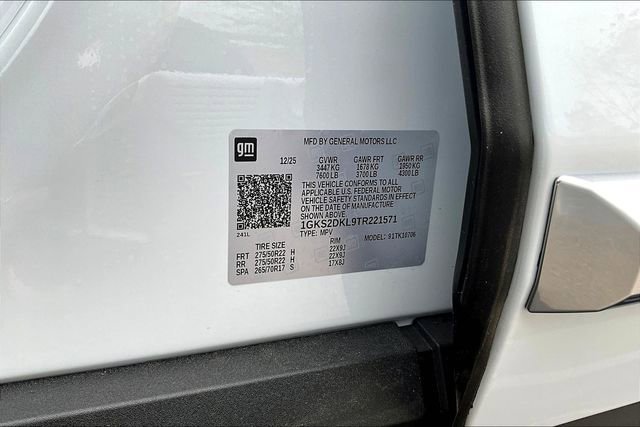 gm
MFD BY GENERAL MOTORS LLC
12/25 GVWR GAWR FRT GAWR RR
3447 KG 1678 KG 1950 KG
7600 LB 3700 LB 4300 LB
THIS VEHICLE CONFORMS TO ALL
APPLICABLE U.S. FEDERAL MOTOR
VEHICLE SAFETY STANDARDS IN EFFECT
ON THE DATE OF MANUFACTURE
SHOWN ABOVE.
1GKS2DKL9TR221571
TYPE: MPV MODEL: 91TK10706
241L
TIRE SIZE RIM
FRT 275/50R22 H 22X9J
RR 275/50R22 H 22X9J
SPA 265/70R17 S 17X8J